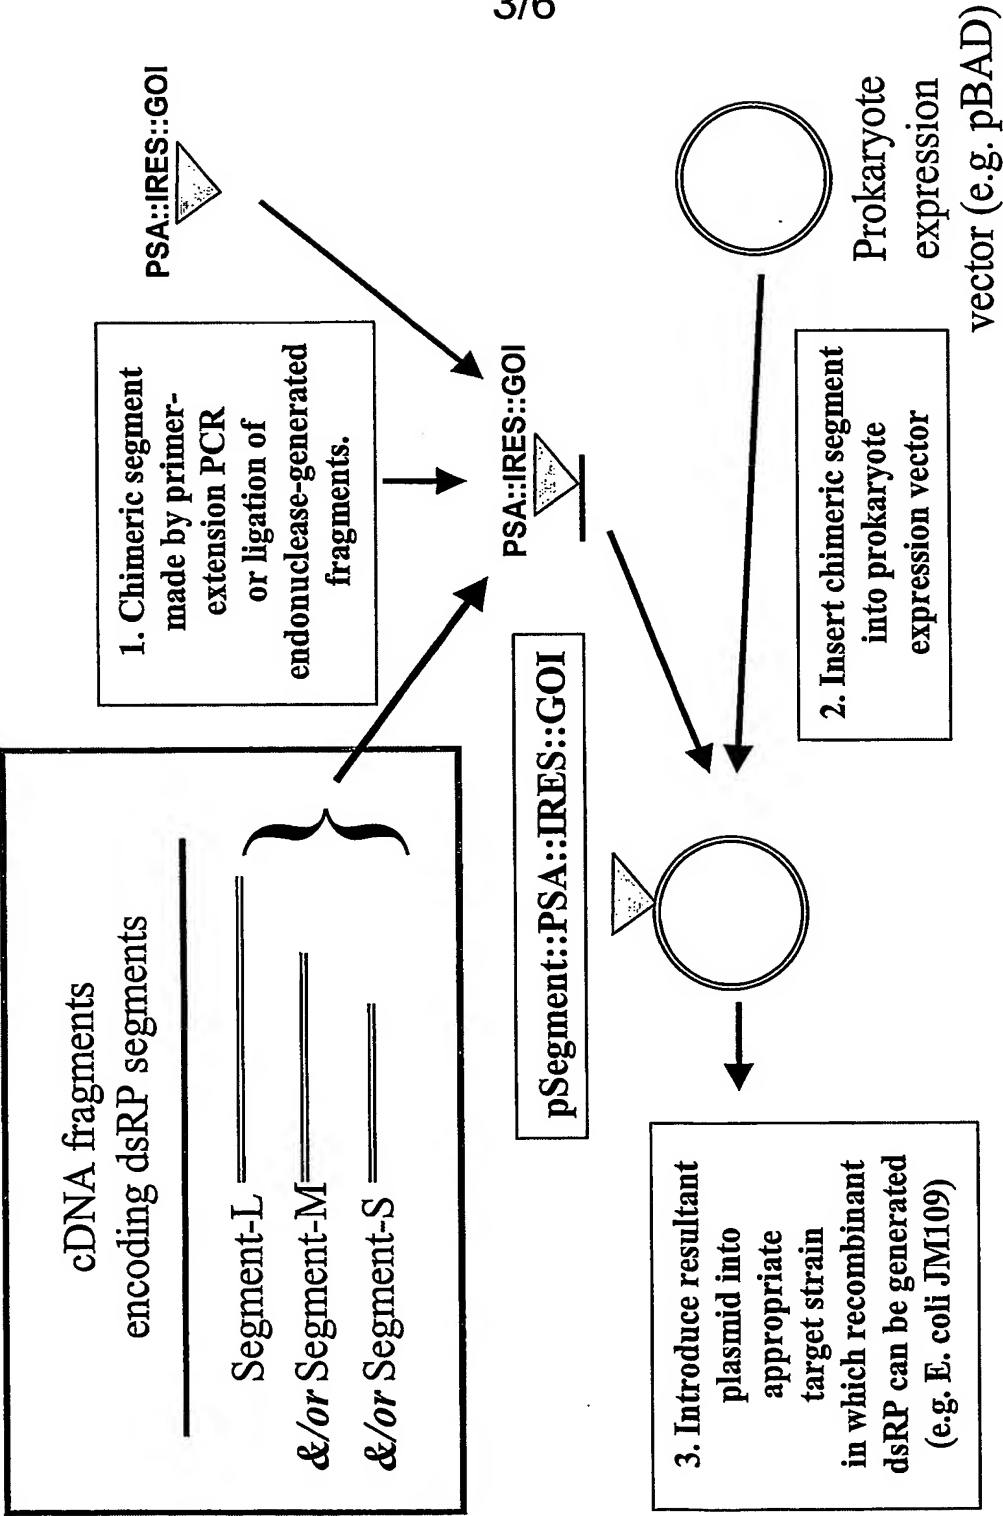 3/6
cDNA fragments
encoding dsRP segments
Segment-L
&/or Segment-M
&/or Segment-S
1. Chimeric segment
made by primer-
extension PCR
or ligation of
endonuclease-generated
fragments.
PSA::IRES::GOI
PSA::IRES::GOI
pSegment::PSA::IRES::GOI
2. Insert chimeric segment
into prokaryote
expression vector
Prokaryote
expression
vector (e.g. pBAD)
3. Introduce resultant
plasmid into
appropriate
target strain
in which recombinant
dsRP can be generated
(e.g. E. coli JM109)